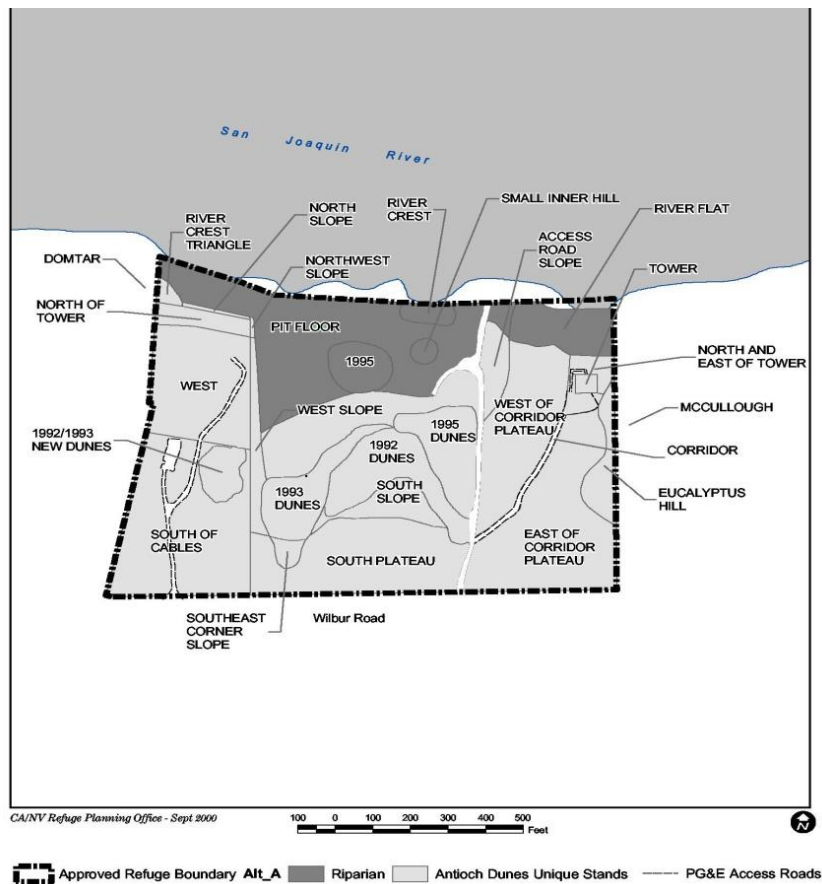 San Joaquin River
RIVER
CREST
SMALL INNER HILL
RIVER FLAT
NORTH
SLOPE
RIVER
CREST
TRIANGLE
ACCESS
ROAD
SLOPE
DOMTAR
NORTHWEST
SLOPE
TOWER
NORTH OF
TOWER
PIT FLOOR
NORTH AND
EAST OF TOWER
1995
WEST
WEST SLOPE
WEST OF
CORRIDOR
PLATEAU
MCCULLOUGH
1992/1993
NEW DUNES
1995
DUNES
1992
DUNES
CORRIDOR
1993
DUNES
SOUTH
SLOPE
EUCALYPTUS
HILL
SOUTH OF
CABLES
SOUTH PLATEAU
EAST OF
CORRIDOR
PLATEAU
SOUTHEAST
CORNER
SLOPE
Wilbur Road
CA/NV Refuge Planning Office - Sept 2000
100 0 100 200 300 400 500
Feet
Approved Refuge Boundary Alt_A Riparian Antioch Dunes Unique Stands PG&E Access Roads